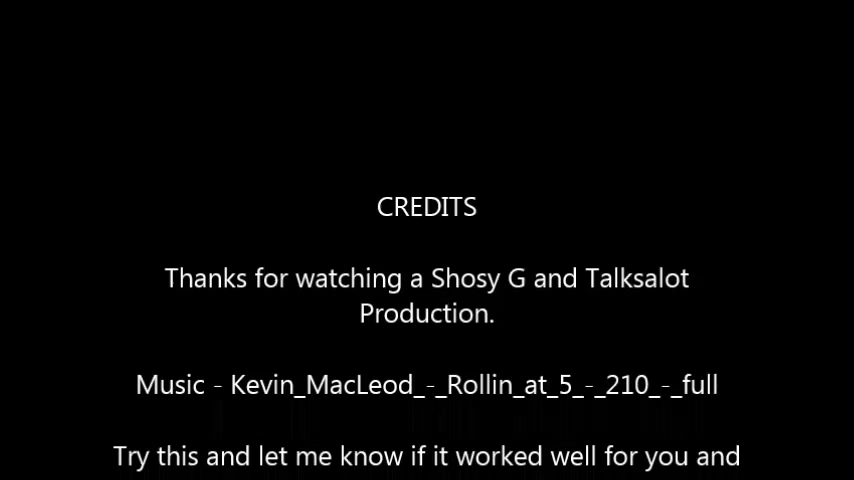 CREDITS
Thanks for watching a Shosy G and Talksalot
Production.
Music - Kevin_MacLeod_-_Rollin_at_5_-_210_-_full
Try this and let me know if it worked well for you and